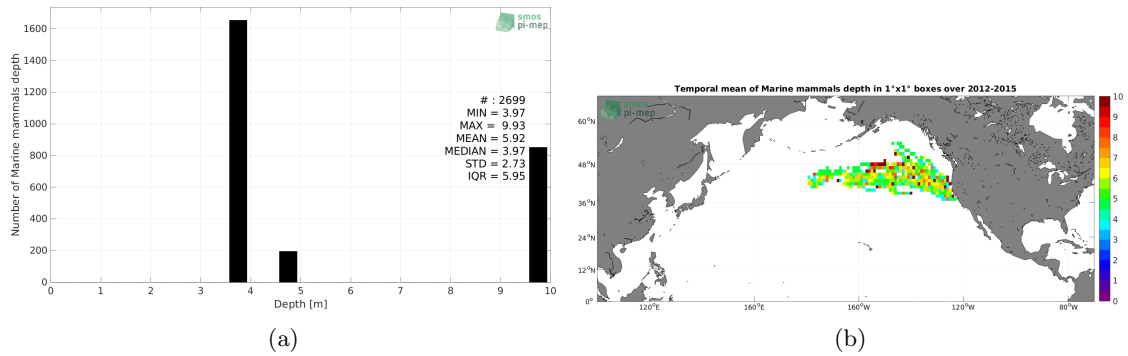 smos
pi-mep
Number of Marine mammals depth
1600
1400
1200
1000
800
600
400
200
0
# : 2699
MIN = 3.97
MAX = 9.93
MEAN = 5.92
MEDIAN = 3.97
STD = 2.73
IQR = 5.95
0 1 2 3 4 5 6 7 8 9 10
Depth [m]
(a)
Temporal mean of Marine mammals depth in 1°x1° boxes over 2012-2015
smos
pi-mep
60°N
48°N
36°N
24°N
12°N
0°
120°E 160°E 160°W 120°W 80°W
10
9
8
7
6
5
4
3
2
1
0
(b)